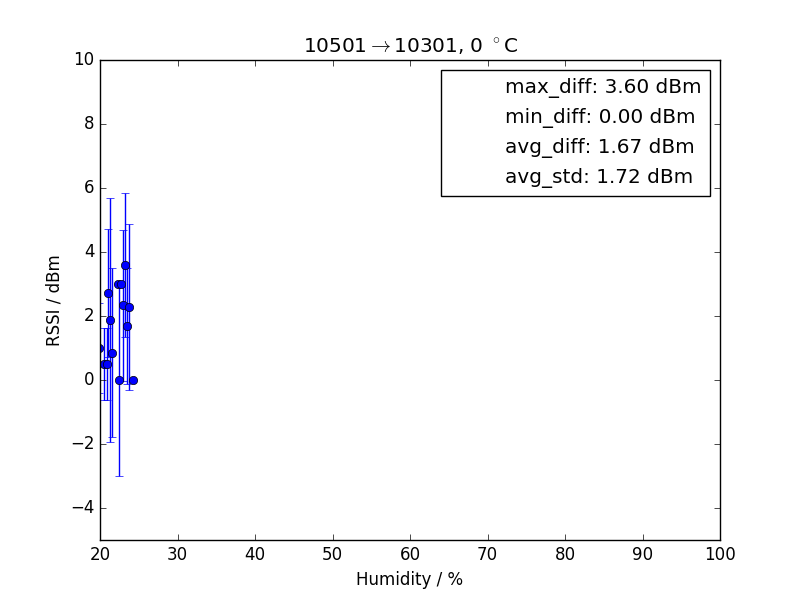 10501→10301, 0 °C
max_diff: 3.60 dBm
min_diff: 0.00 dBm
avg_diff: 1.67 dBm
avg_std: 1.72 dBm
RSSI / dBm
10
8
6
4
2
0
−2
−4
20 30 40 50 60 70 80 90 100
Humidity / %